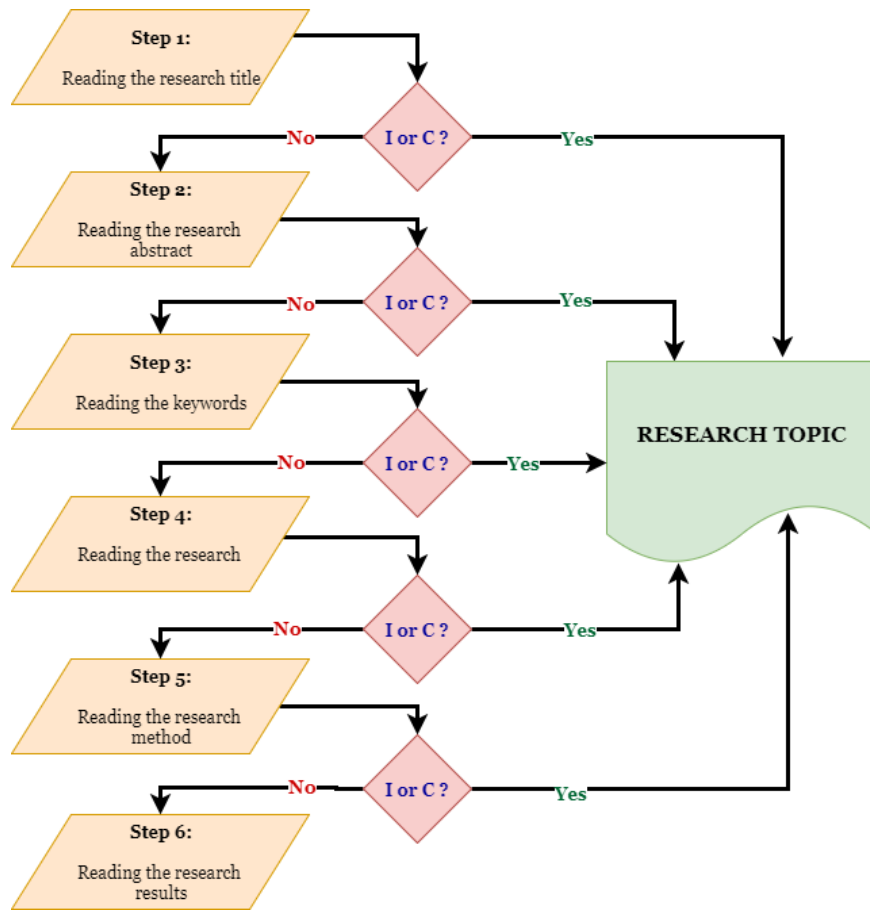 Step 1:
Reading the research title
I or C ?
No
Yes
Step 2:
Reading the research
abstract
I or C ?
No
Yes
Step 3:
Reading the keywords
I or C ?
No
Yes
RESEARCH TOPIC
Step 4:
Reading the research
I or C ?
No
Yes
Step 5:
Reading the research
method
I or C ?
No
Yes
Step 6:
Reading the research
results